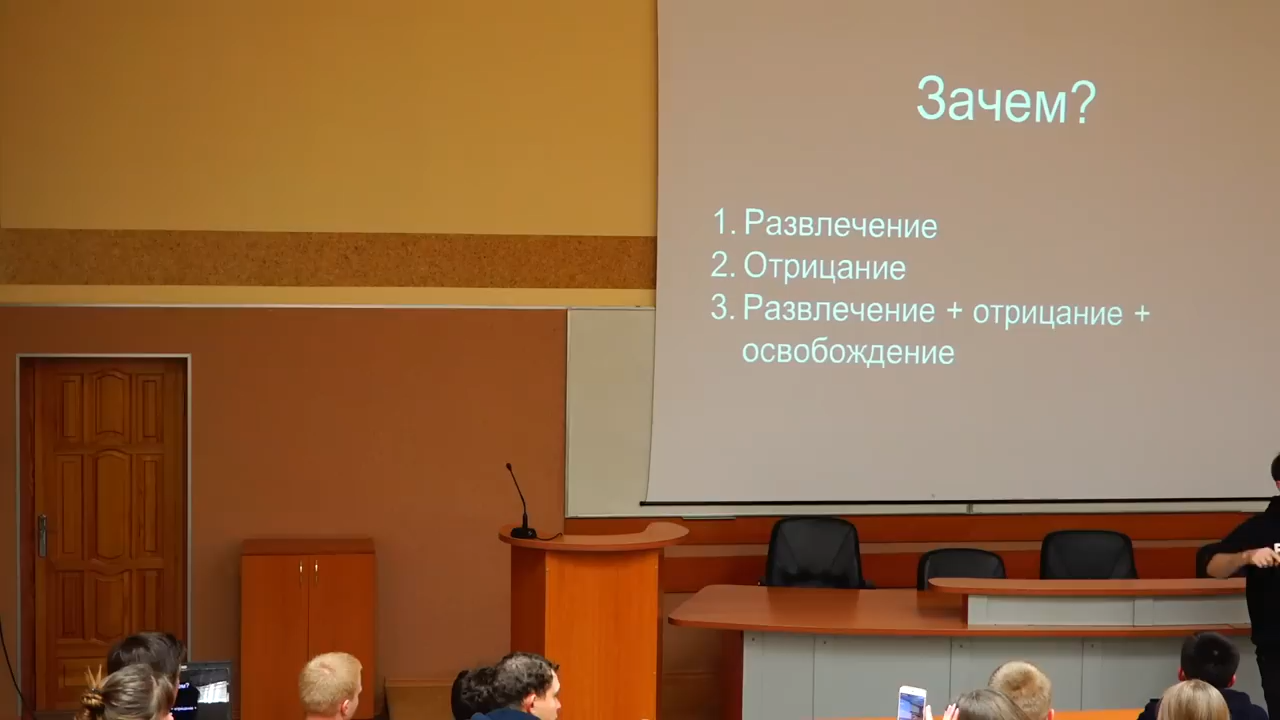 Зачем?
1. Развлечение
2. Отрицание
3. Развлечение + отрицание +
освобождение